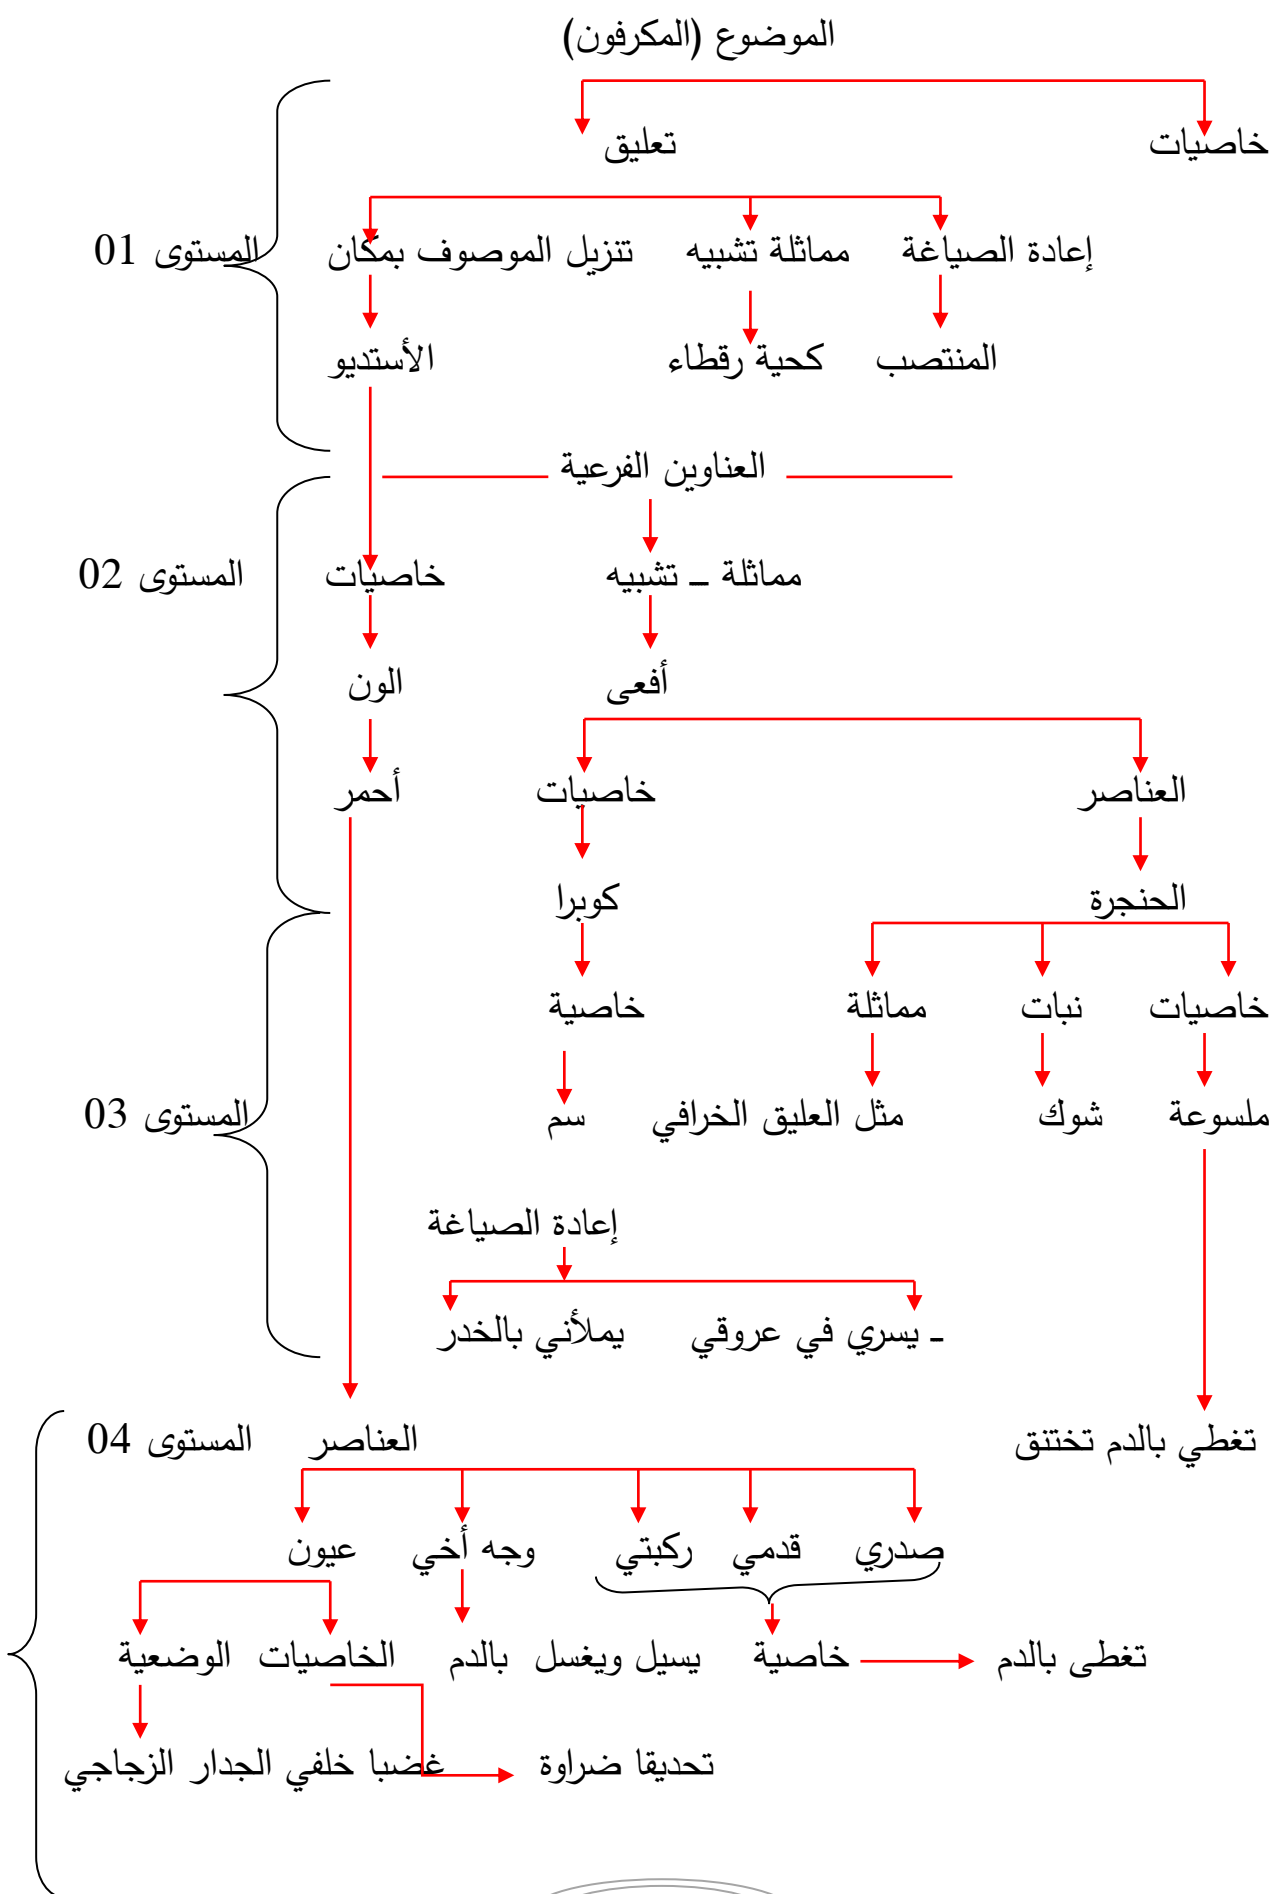 الموضوع (المكرفون)
خاصيات تعليق
إعادة الصياغة مماثلة تشبيه تتزيل الموصوف بمكان المستوى 01
المنتصب كحية رقطاء الأستديو
العناوين الفرعية
مماثلة ـ تشبيه خاصيات المستوى 02
أفعى الون
العناصر خاصيات أحمر
الحنجرة كوبرا
خاصيات نبات مماثلة خاصية
ملسوعة شوك مثل العليق الخرافي سم المستوى 03
إعادة الصياغة
ـ يسري في عروقي يملأني بالخدر
تغطي بالدم تختنق العناصر المستوى 04
صدري قدمي ركبتي وجه أخي عيون
تغطى بالدم خاصية يسيل ويغسل بالدم الخاصيات الوضعية
تحديقا ضراوة غضبا خلفي الجدار الزجاجي